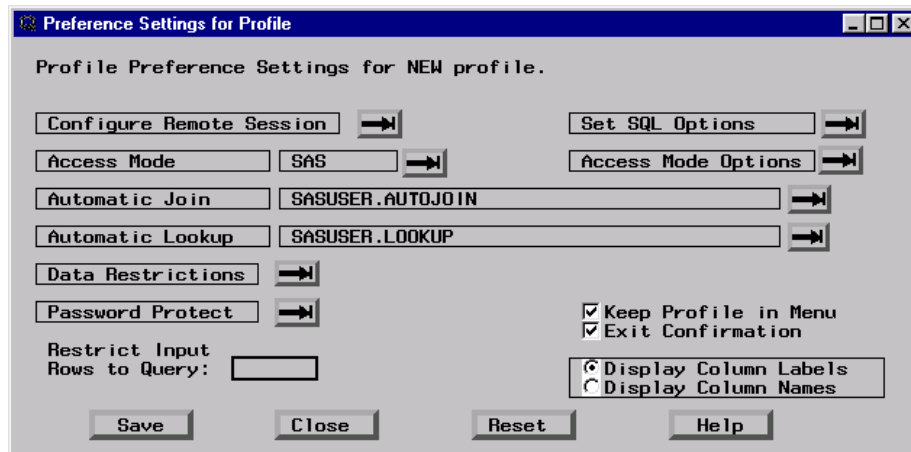 Preference Settings for Profile
Profile Preference Settings for NEW profile.
Configure Remote Session Set SQL Options
Access Mode SAS Access Mode Options
Automatic Join SASUSER.AUTOJOIN
Automatic Lookup SASUSER.LOOKUP
Data Restrictions
Password Protect Keep Profile in Menu
Exit Confirmation
Restrict Input
Rows to Query: Display Column Labels
Display Column Names
Save Close Reset Help